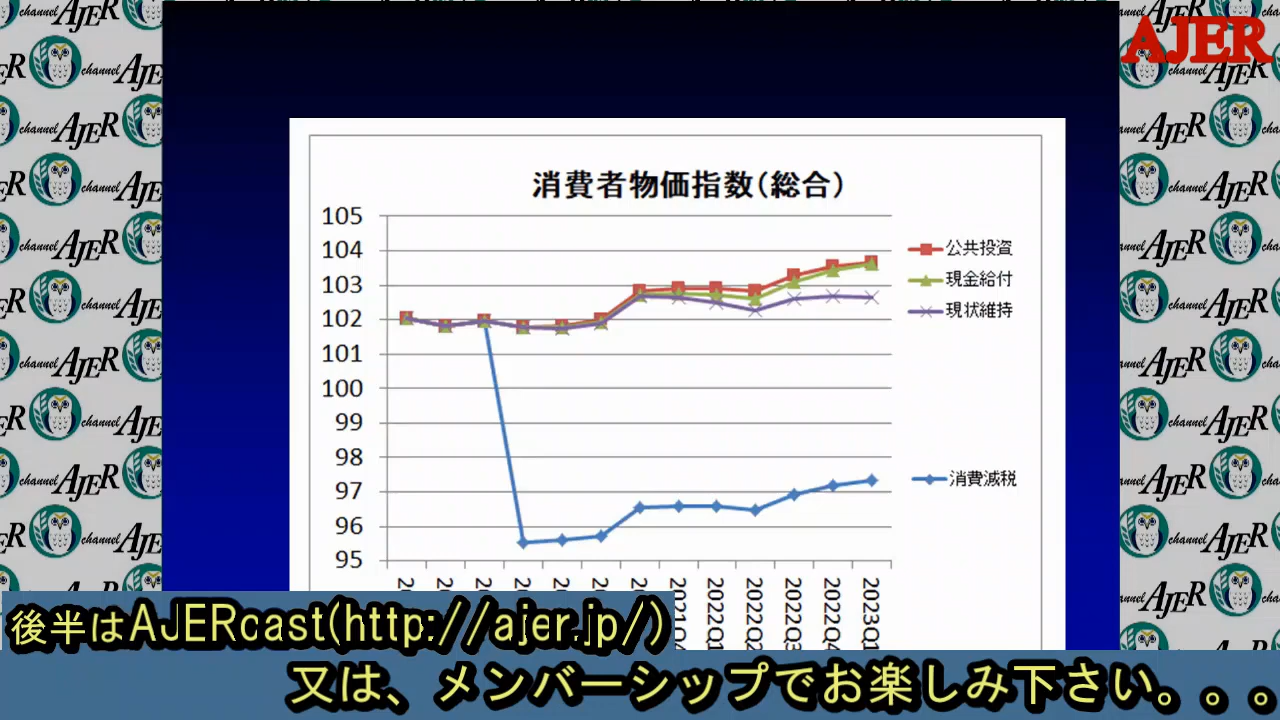 AJER
消費者物価指数(総合)
105
104
103
102
101
100
99
98
97
96
95
公共投資
現金給付
現状維持
消費減税
2022Q1
2022Q2
2022Q3
2022Q4
2023Q1
後半はAJERcast(http://ajer.jp/)
又は、メンバーシップでお楽しみ下さい。。。
channel AJER